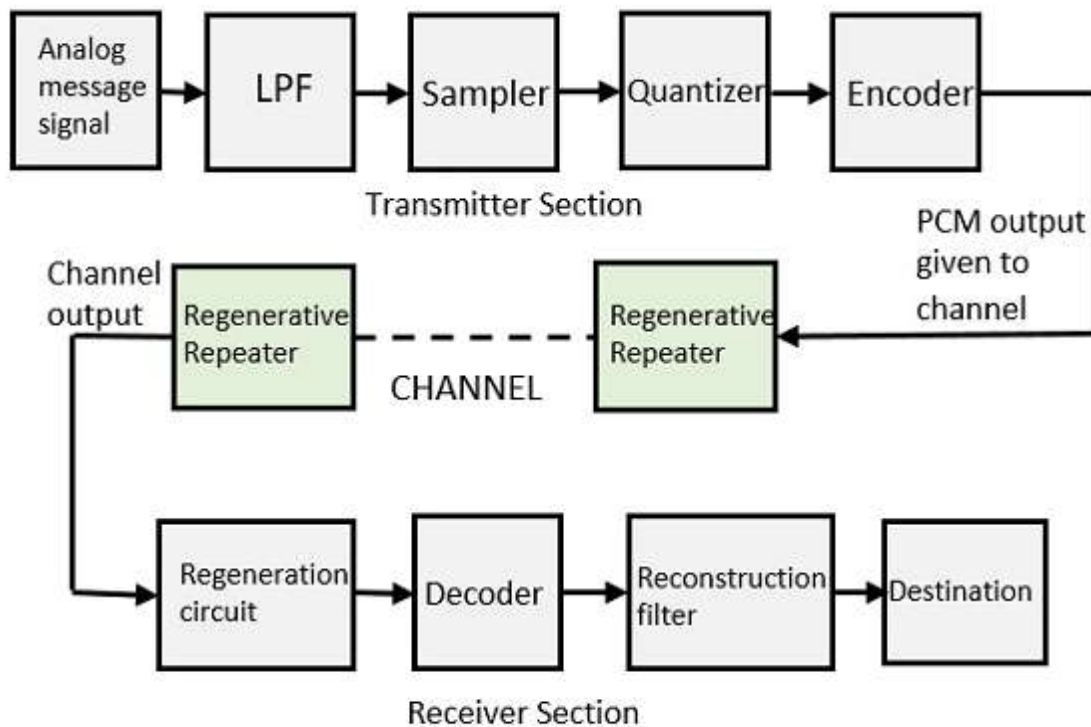 Analog
message
signal
LPF
Sampler
Quantizer
Encoder
Transmitter Section
PCM output
given to
channel
Channel
output
Regenerative
Repeater
CHANNEL
Regenerative
Repeater
Regeneration
circuit
Decoder
Reconstruction
filter
Destination
Receiver Section